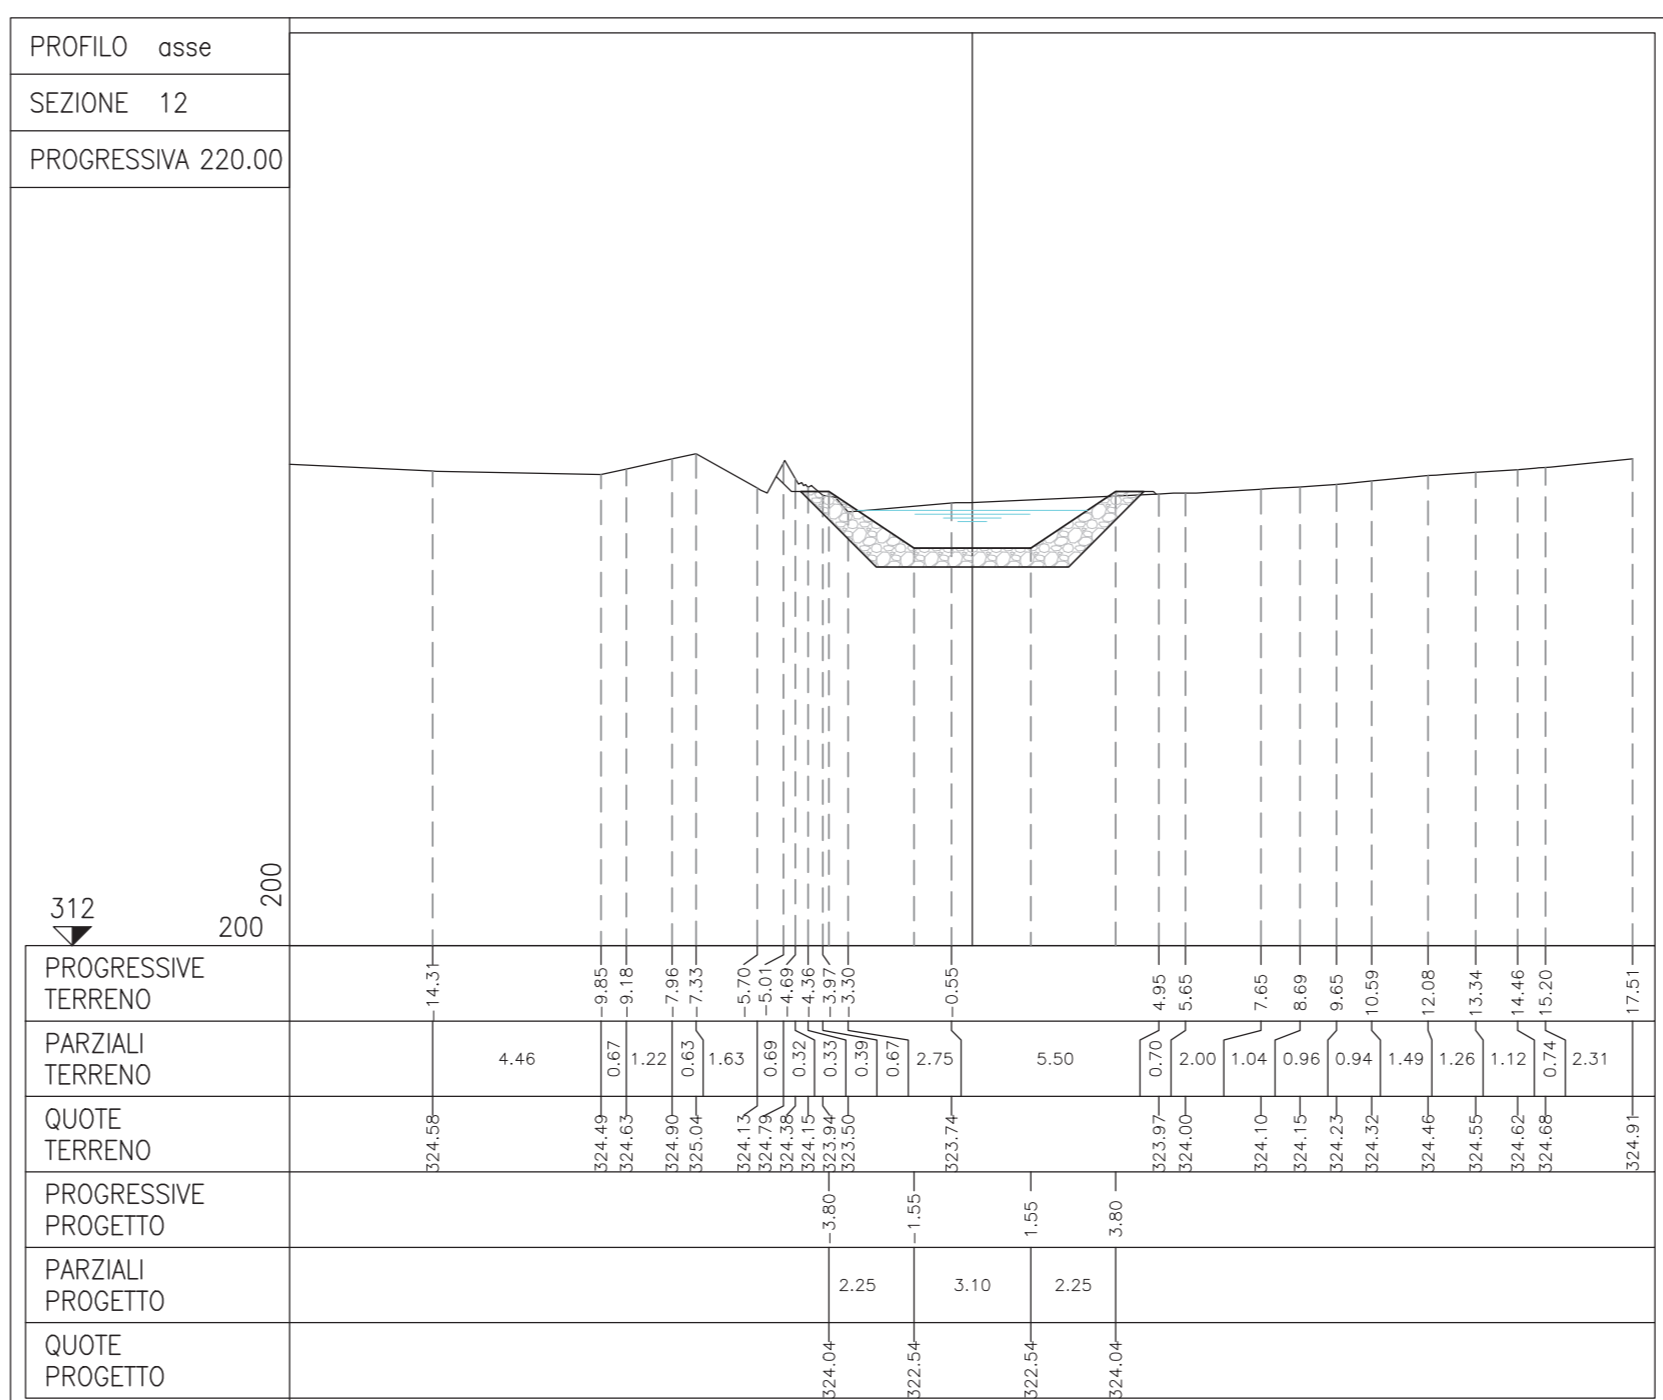 PROFILO asse
SEZIONE 12
PROGRESSIVA 220.00
200
312
200
PROGRESSIVE
TERRENO
-14.31 -9.85 -9.18 -7.96 -7.33 -5.70 -5.01 -4.69 -4.36 -3.97 -3.30 -0.55 4.95 5.65 7.65 8.69 9.65 10.59 12.08 13.34 14.46 15.20 17.51
PARZIALI
TERRENO
4.46 0.67 1.22 0.63 1.63 0.69 0.32 0.33 0.39 0.67 2.75 5.50 0.70 2.00 1.04 0.96 0.94 1.49 1.26 1.12 0.74 2.31
QUOTE
TERRENO
324.58 324.49 324.63 324.90 325.04 324.13 324.79 324.38 324.15 323.94 323.50 323.74 323.97 324.00 324.10 324.15 324.23 324.32 324.46 324.55 324.62 324.68 324.91
PROGRESSIVE
PROGETTO
-3.80 -1.55 1.55 3.80
PARZIALI
PROGETTO
2.25 3.10 2.25
QUOTE
PROGETTO
324.04 322.54 322.54 324.04